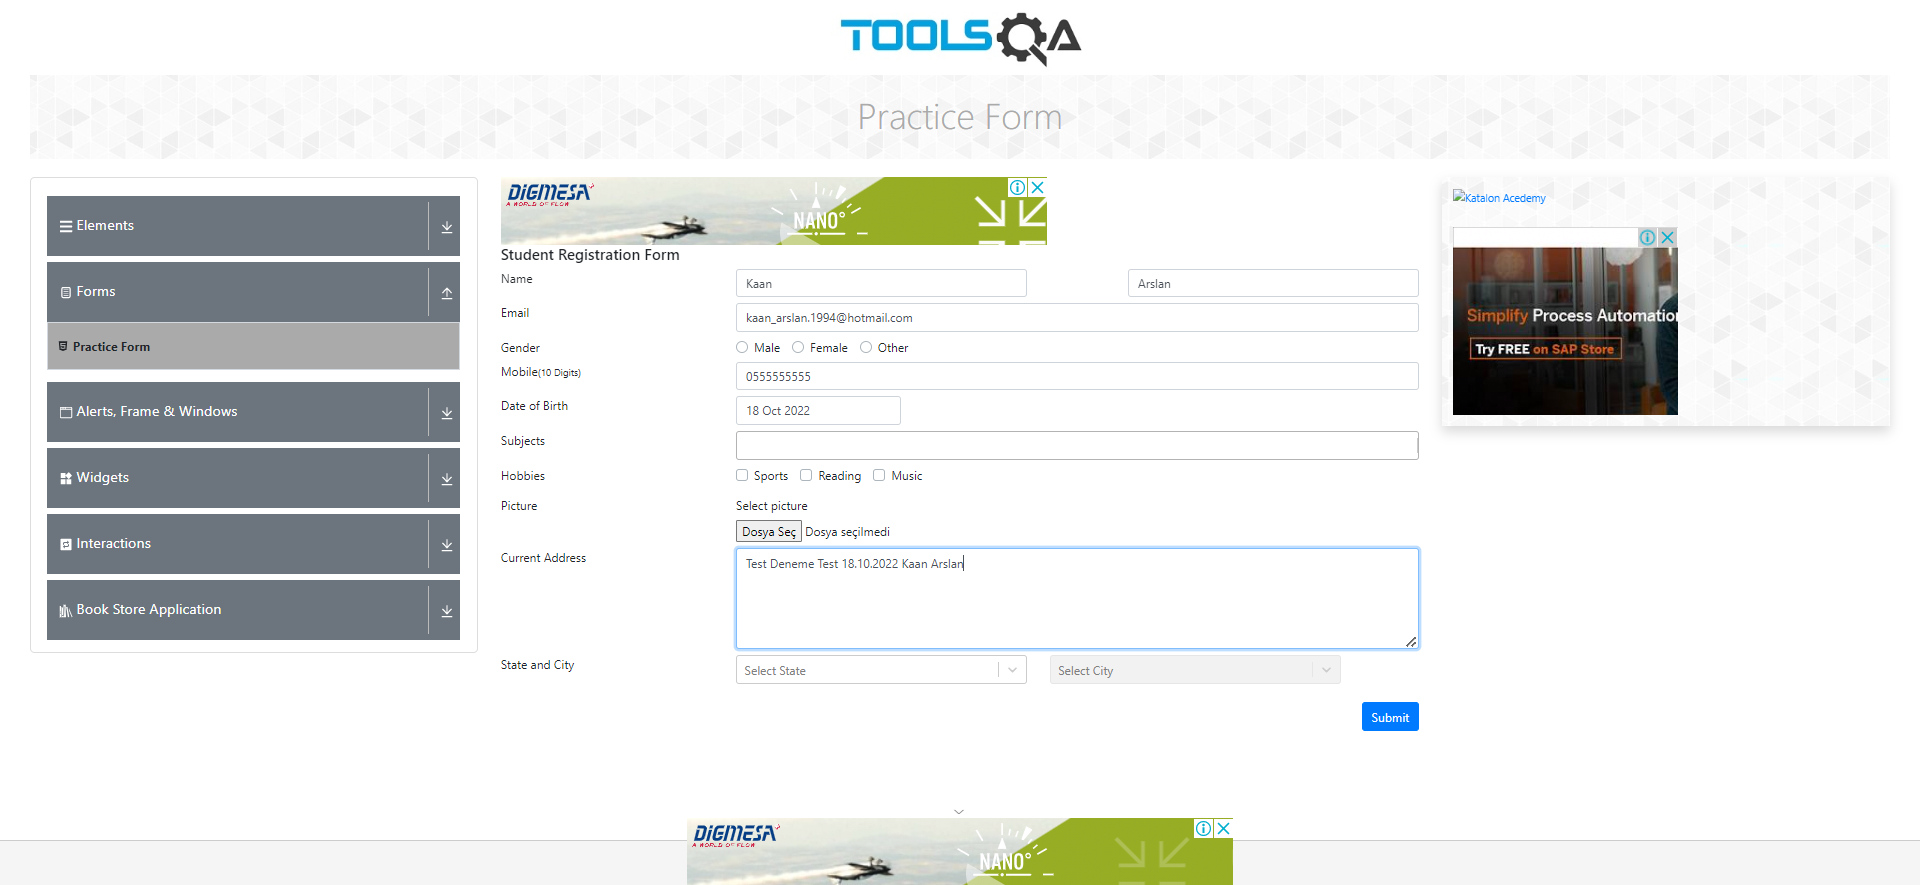 TOOLSQA
Practice Form
Elements
Forms
Practice Form
Alerts, Frame & Windows
Widgets
Interactions
Book Store Application
DIGMESA
A WORLD OF FLOW
NANO°
Student Registration Form
Name
Kaan
Arslan
Email
kaan_arslan.1994@hotmail.com
Gender
Male
Female
Other
Mobile(10 Digits)
0555555555
Date of Birth
18 Oct 2022
Subjects
Hobbies
Sports
Reading
Music
Picture
Select picture
Dosya Seç Dosya seçilmedi
Current Address
Test Deneme Test 18.10.2022 Kaan Arslan
State and City
Select State
Select City
Submit
Katalon Acedemy
Simplify Process Automation
Try FREE on SAP Store
DIGMESA
A WORLD OF FLOW
NANO°